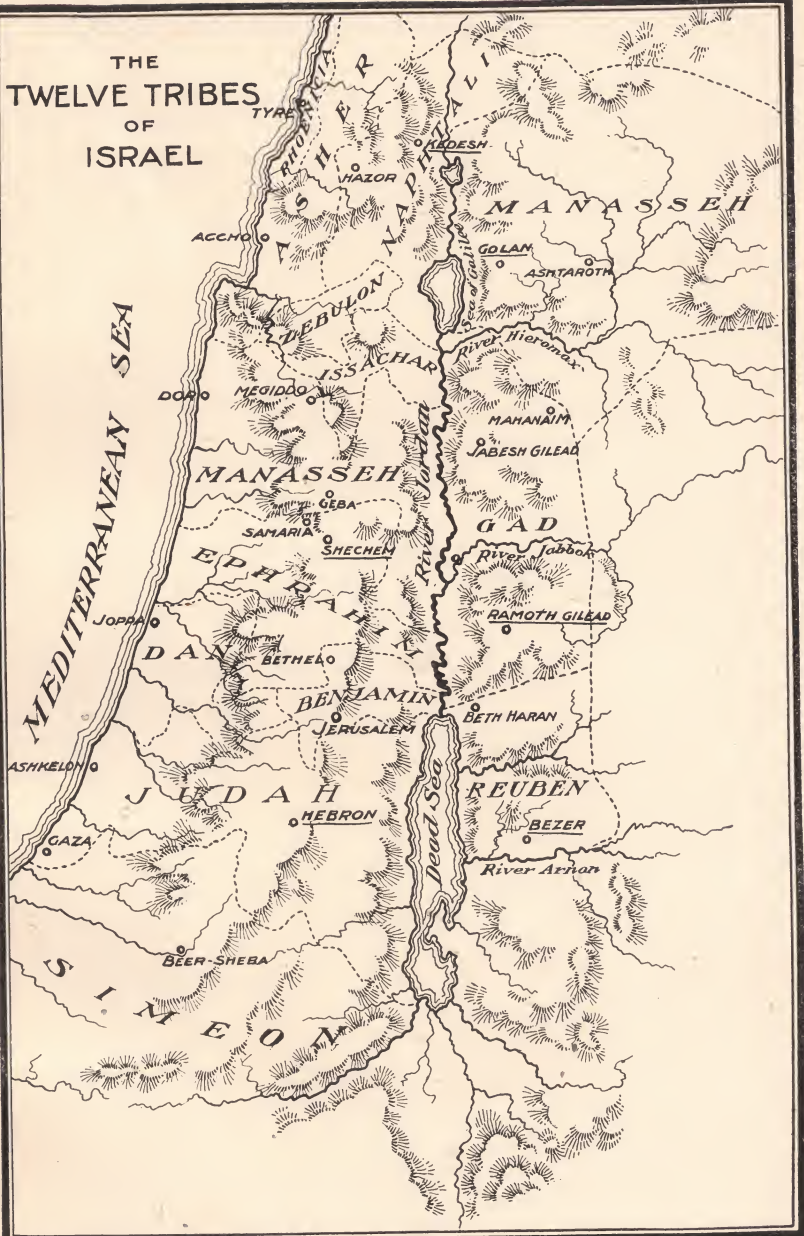 THE
TWELVE TRIBES
OF
ISRAEL
TYRE
PHOENICIA
ASHER
NAPHTALI
KEDESH
HAZOR
MANASSEH
ACCHO
GOLAN
ASHTAROTH
Sea of Galilee
ZEBULON
River Hieromax
ISSACHAR
MEDITERRANEAN SEA
DOR
MEGIDDO
MAHANAIM
JABESH GILEAD
River Jordan
MANASSEH
GEBA
SAMARIA
SHECHEM
GAD
River Jabbok
EPHRAHIM
RAMOTH GILEAD
JOPPA
DAN
BETHEL
BENJAMIN
JERUSALEM
BETH HARAN
ASHKELON
JUDAH
Dead Sea
REUBEN
HEBRON
BEZER
GAZA
River Arnon
BEER-SHEBA
SIMEON